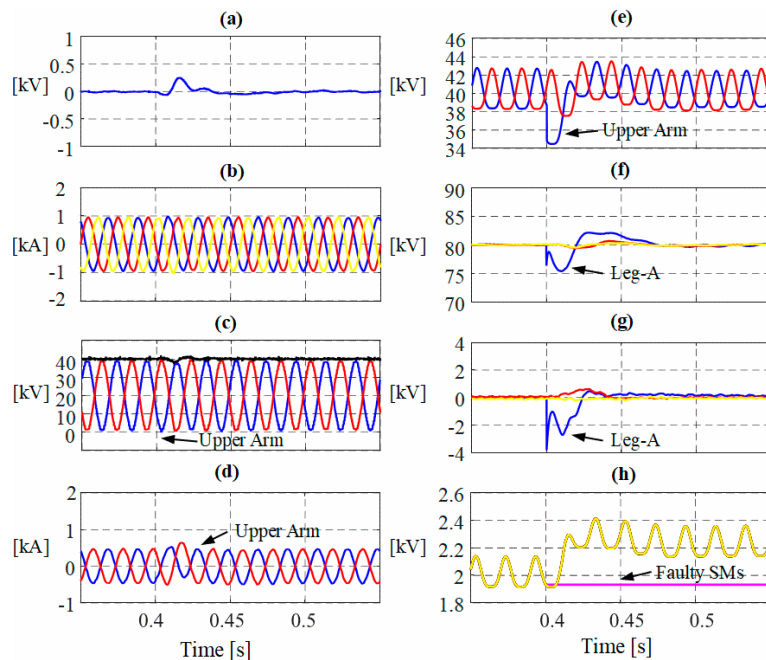 (a)
1
0.5
[kV]
0
-0.5
-1
(b)
2
1
[kA]
0
-1
-2
(c)
40
30
[kV]
20
10
0
Upper Arm
(d)
2
[kA]
1
Upper Arm
0
-1
0.4
0.45
0.5
Time [s]
(e)
46
44
[kV]
42
40
38
36
Upper Arm
34
(f)
90
85
[kV]
80
75
Leg-A
70
(g)
4
2
[kV]
0
-2
Leg-A
-4
(h)
2.6
[kV]
2.4
2.2
2
Faulty SMs
1.8
0.4
0.45
0.5
Time [s]